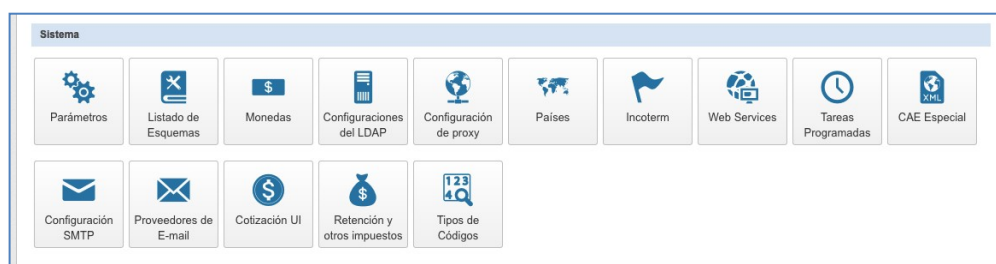 Sistema
Parámetros
Listado de
Esquemas
$
Monedas
Configuraciones
del LDAP
Configuración
de proxy
Países
Incoterm
Web Services
Tareas
Programadas
XML
CAE Especial
Configuración
SMTP
Proveedores de
E-mail
$
Cotización UI
$
Retención y
otros impuestos
123
4
Tipos de
Códigos